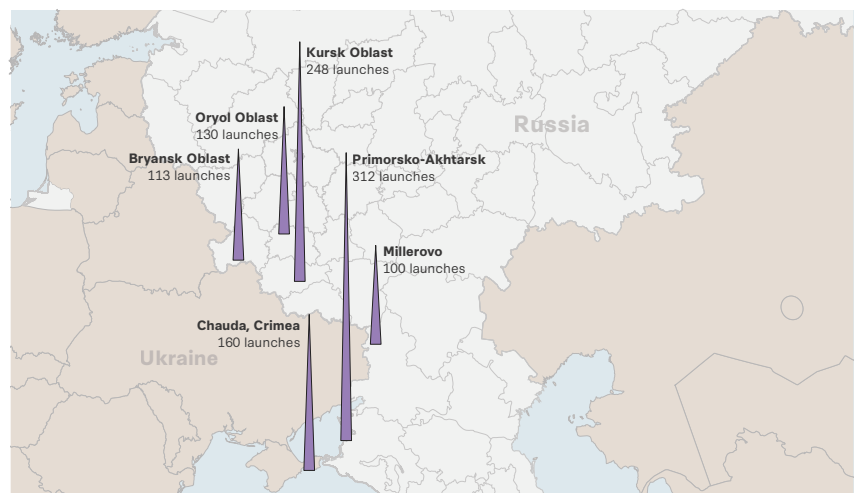 Kursk Oblast
248 launches
Oryol Oblast
130 launches
Russia
Bryansk Oblast
113 launches
Primorsko-Akhtarsk
312 launches
Millerovo
100 launches
Chauda, Crimea
160 launches
Ukraine